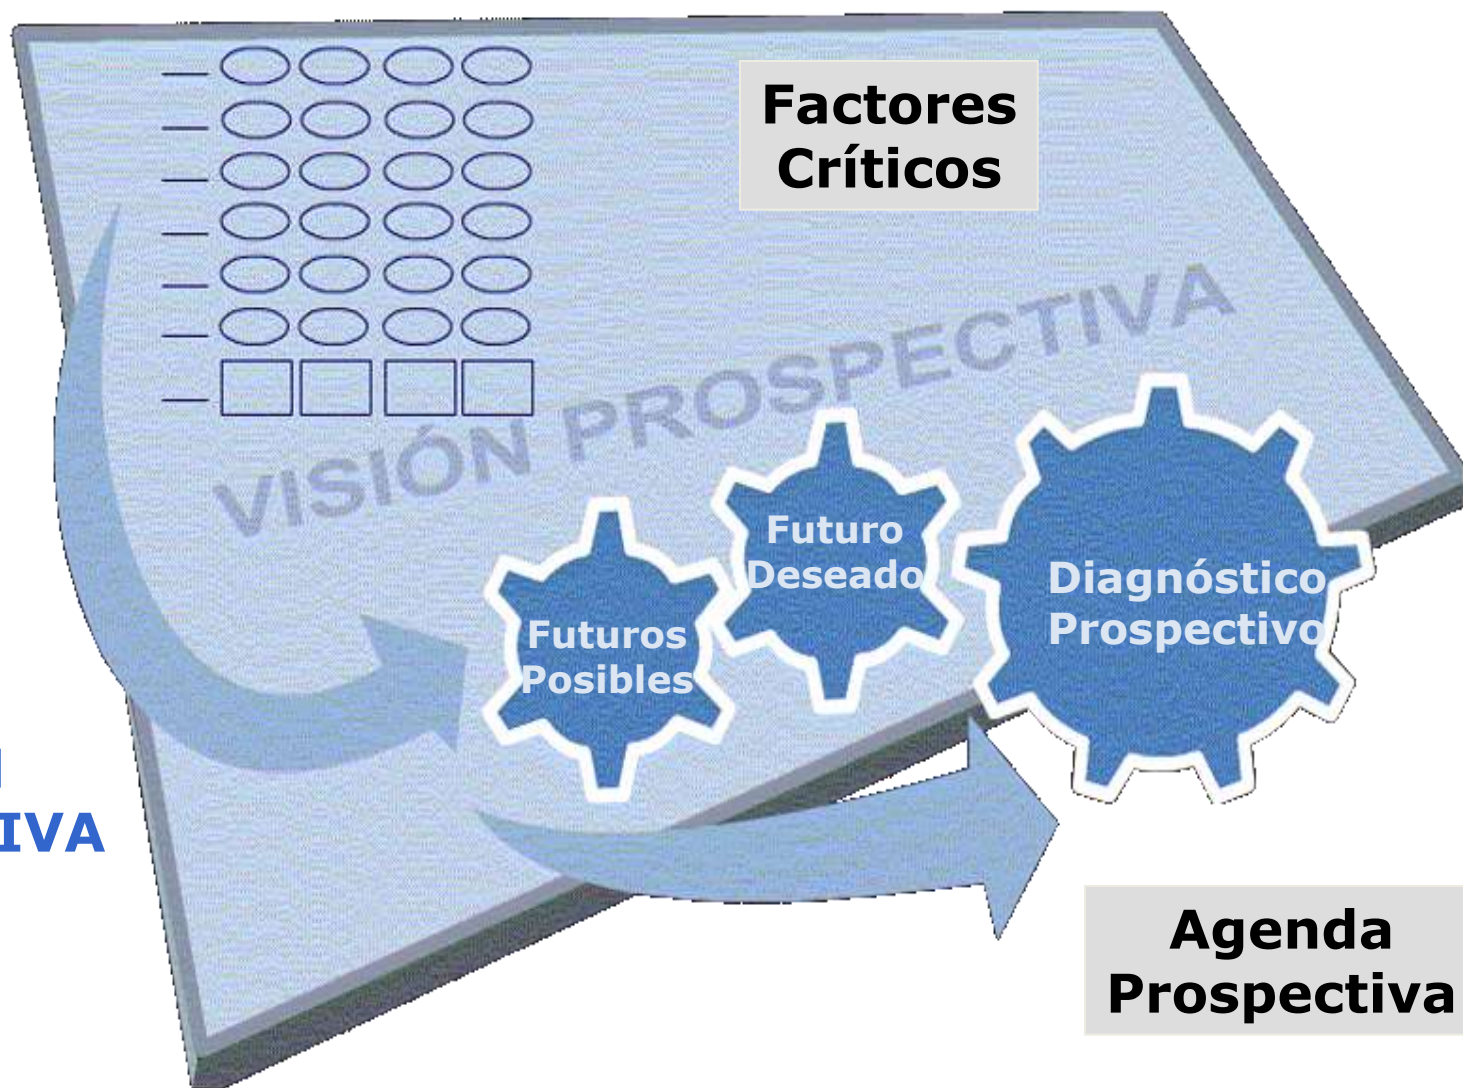 Factores
Críticos
VISIÓN PROSPECTIVA
Futuro
Deseado
Diagnóstico
Prospectivo
Futuros
Posibles
IVA
Agenda
Prospectiva